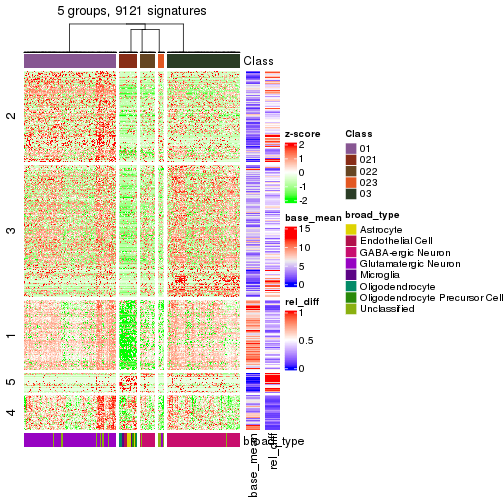 5 groups, 9121 signatures
Class
2
3
1
5
4
broad_type
base_mean
rel_diff
z-score
2
1
0
-1
-2
base_mean
15
10
5
0
rel_diff
1
0.5
0
Class
01
021
022
023
03
broad_type
Astrocyte
Endothelial Cell
GABA-ergic Neuron
Glutamatergic Neuron
Microglia
Oligodendrocyte
Oligodendrocyte Precursor Cell
Unclassified